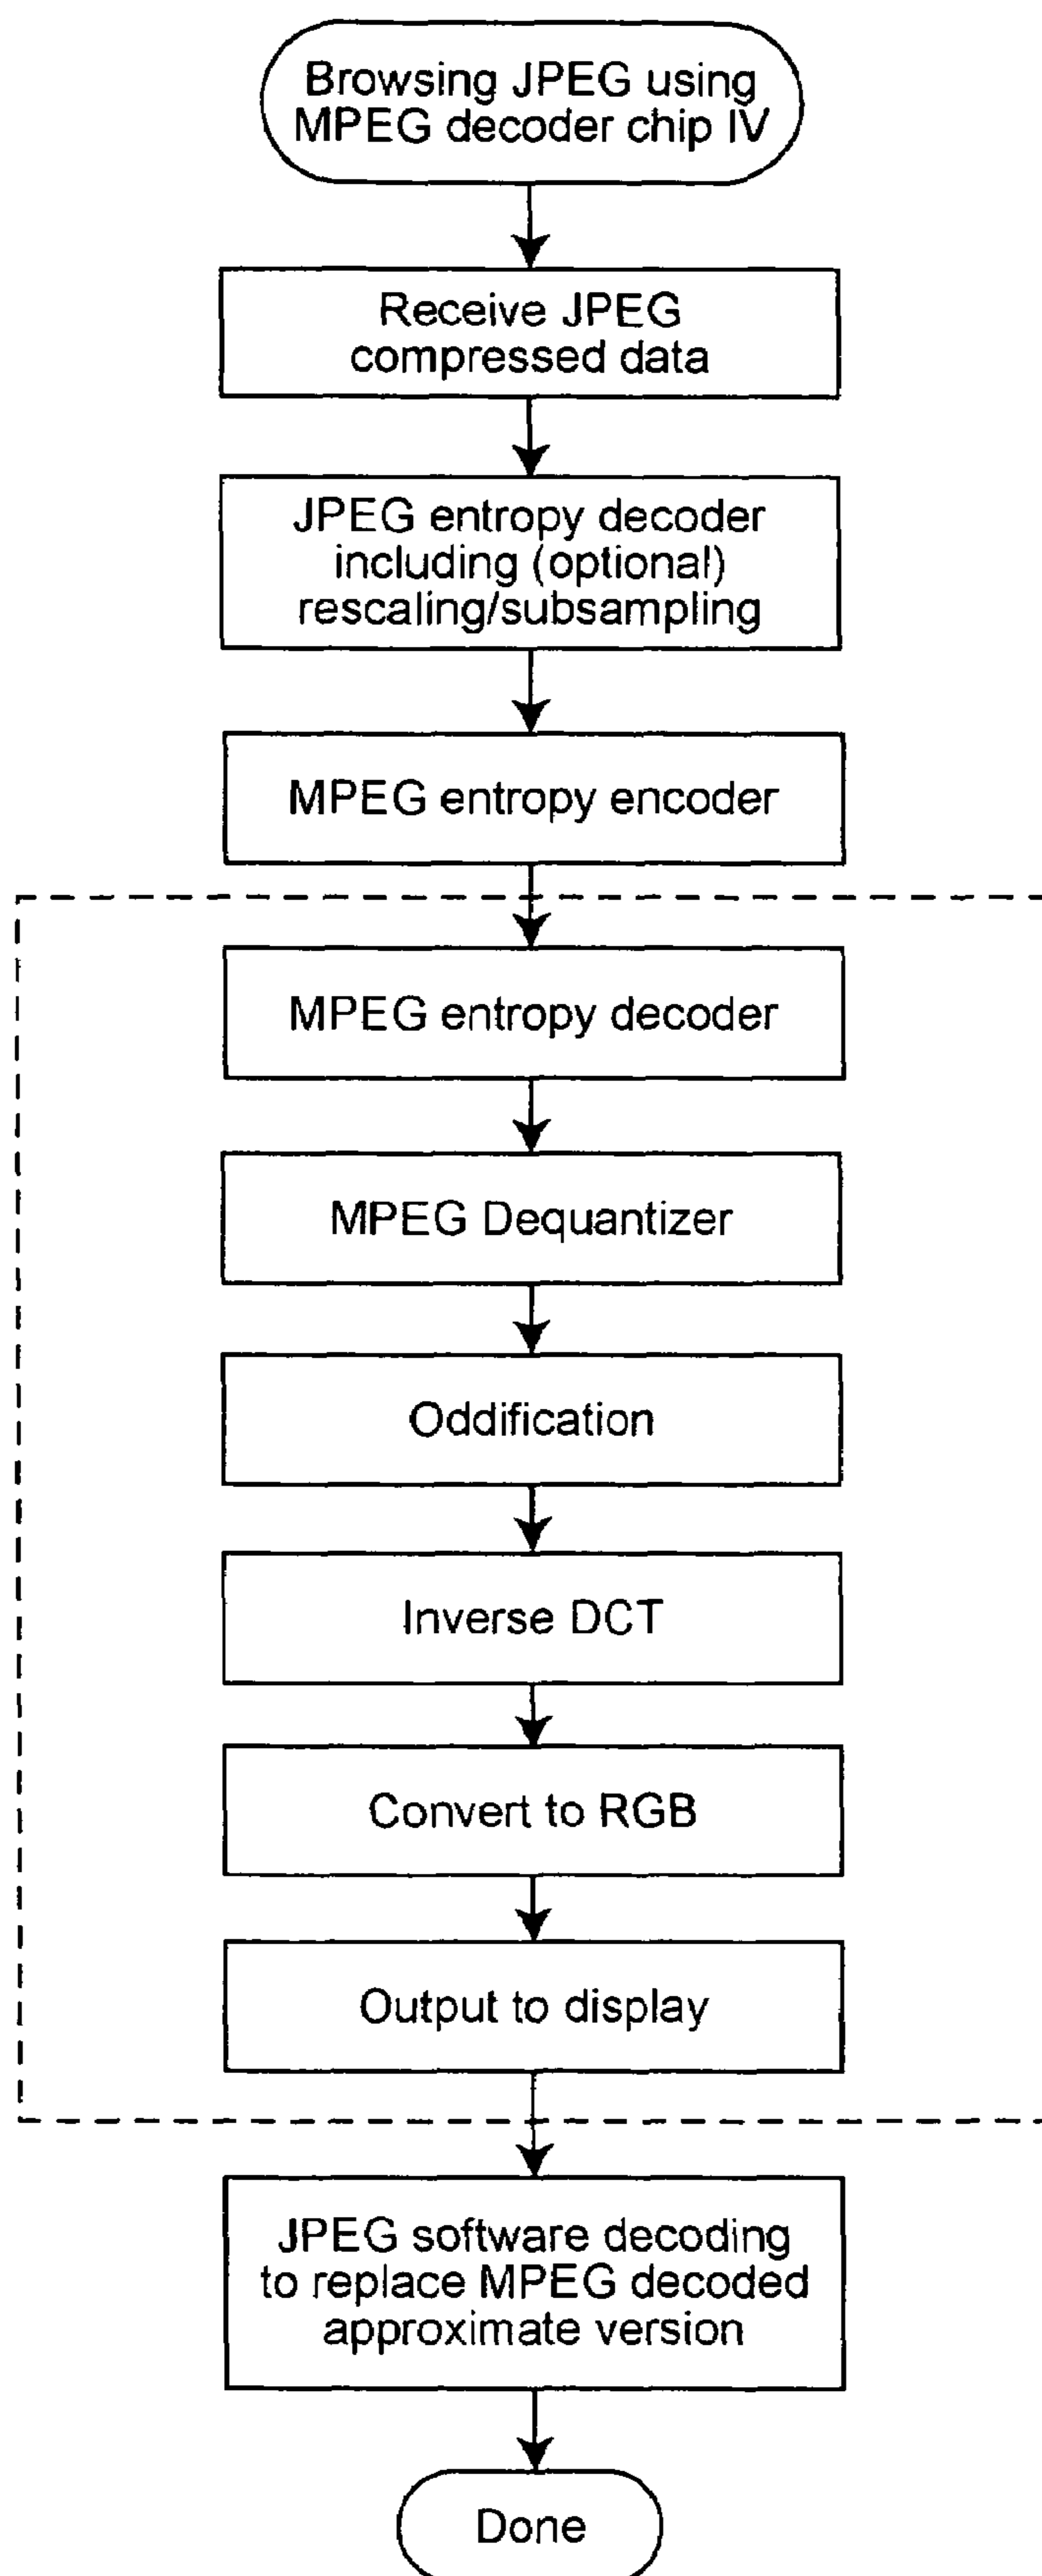 Browsing JPEG using
MPEG decoder chip IV
Receive JPEG
compressed data
JPEG entropy decoder
including (optional)
rescaling/subsampling
MPEG entropy encoder
MPEG entropy decoder
MPEG Dequantizer
Oddification
Inverse DCT
Convert to RGB
Output to display
JPEG software decoding
to replace MPEG decoded
approximate version
Done